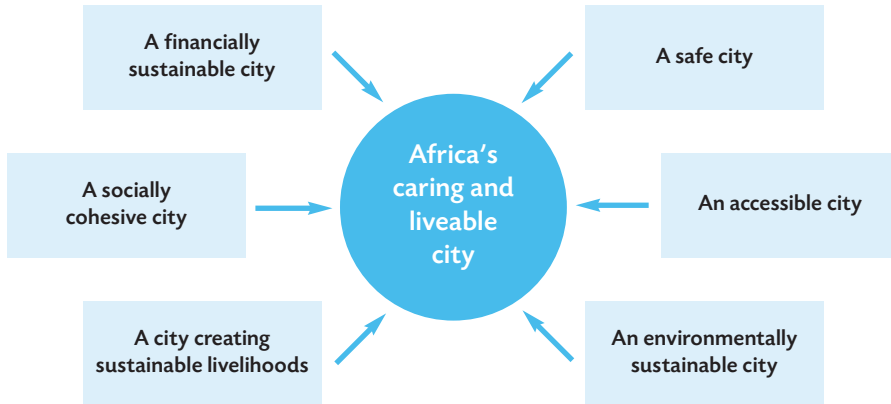 A financially
sustainable city
A safe city
A socially
cohesive city
Africa's
caring and
liveable
city
An accessible city
A city creating
sustainable livelihoods
An environmentally
sustainable city